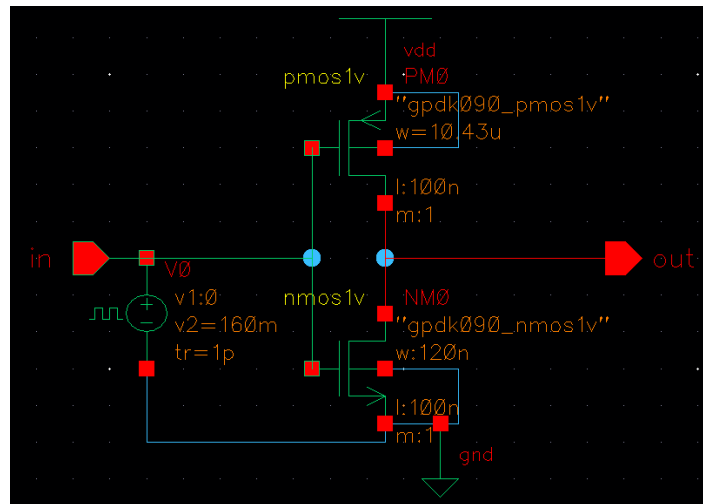 vdd
pmos1v
PM0
"gpdk090_pmos1v"
w=10.43u
l:100n
m:1
in
out
V0
v1:0
v2=160m
tr=1p
nmos1v
NM0
"gpdk090_nmos1v"
w:120n
l:100n
m:1
gnd